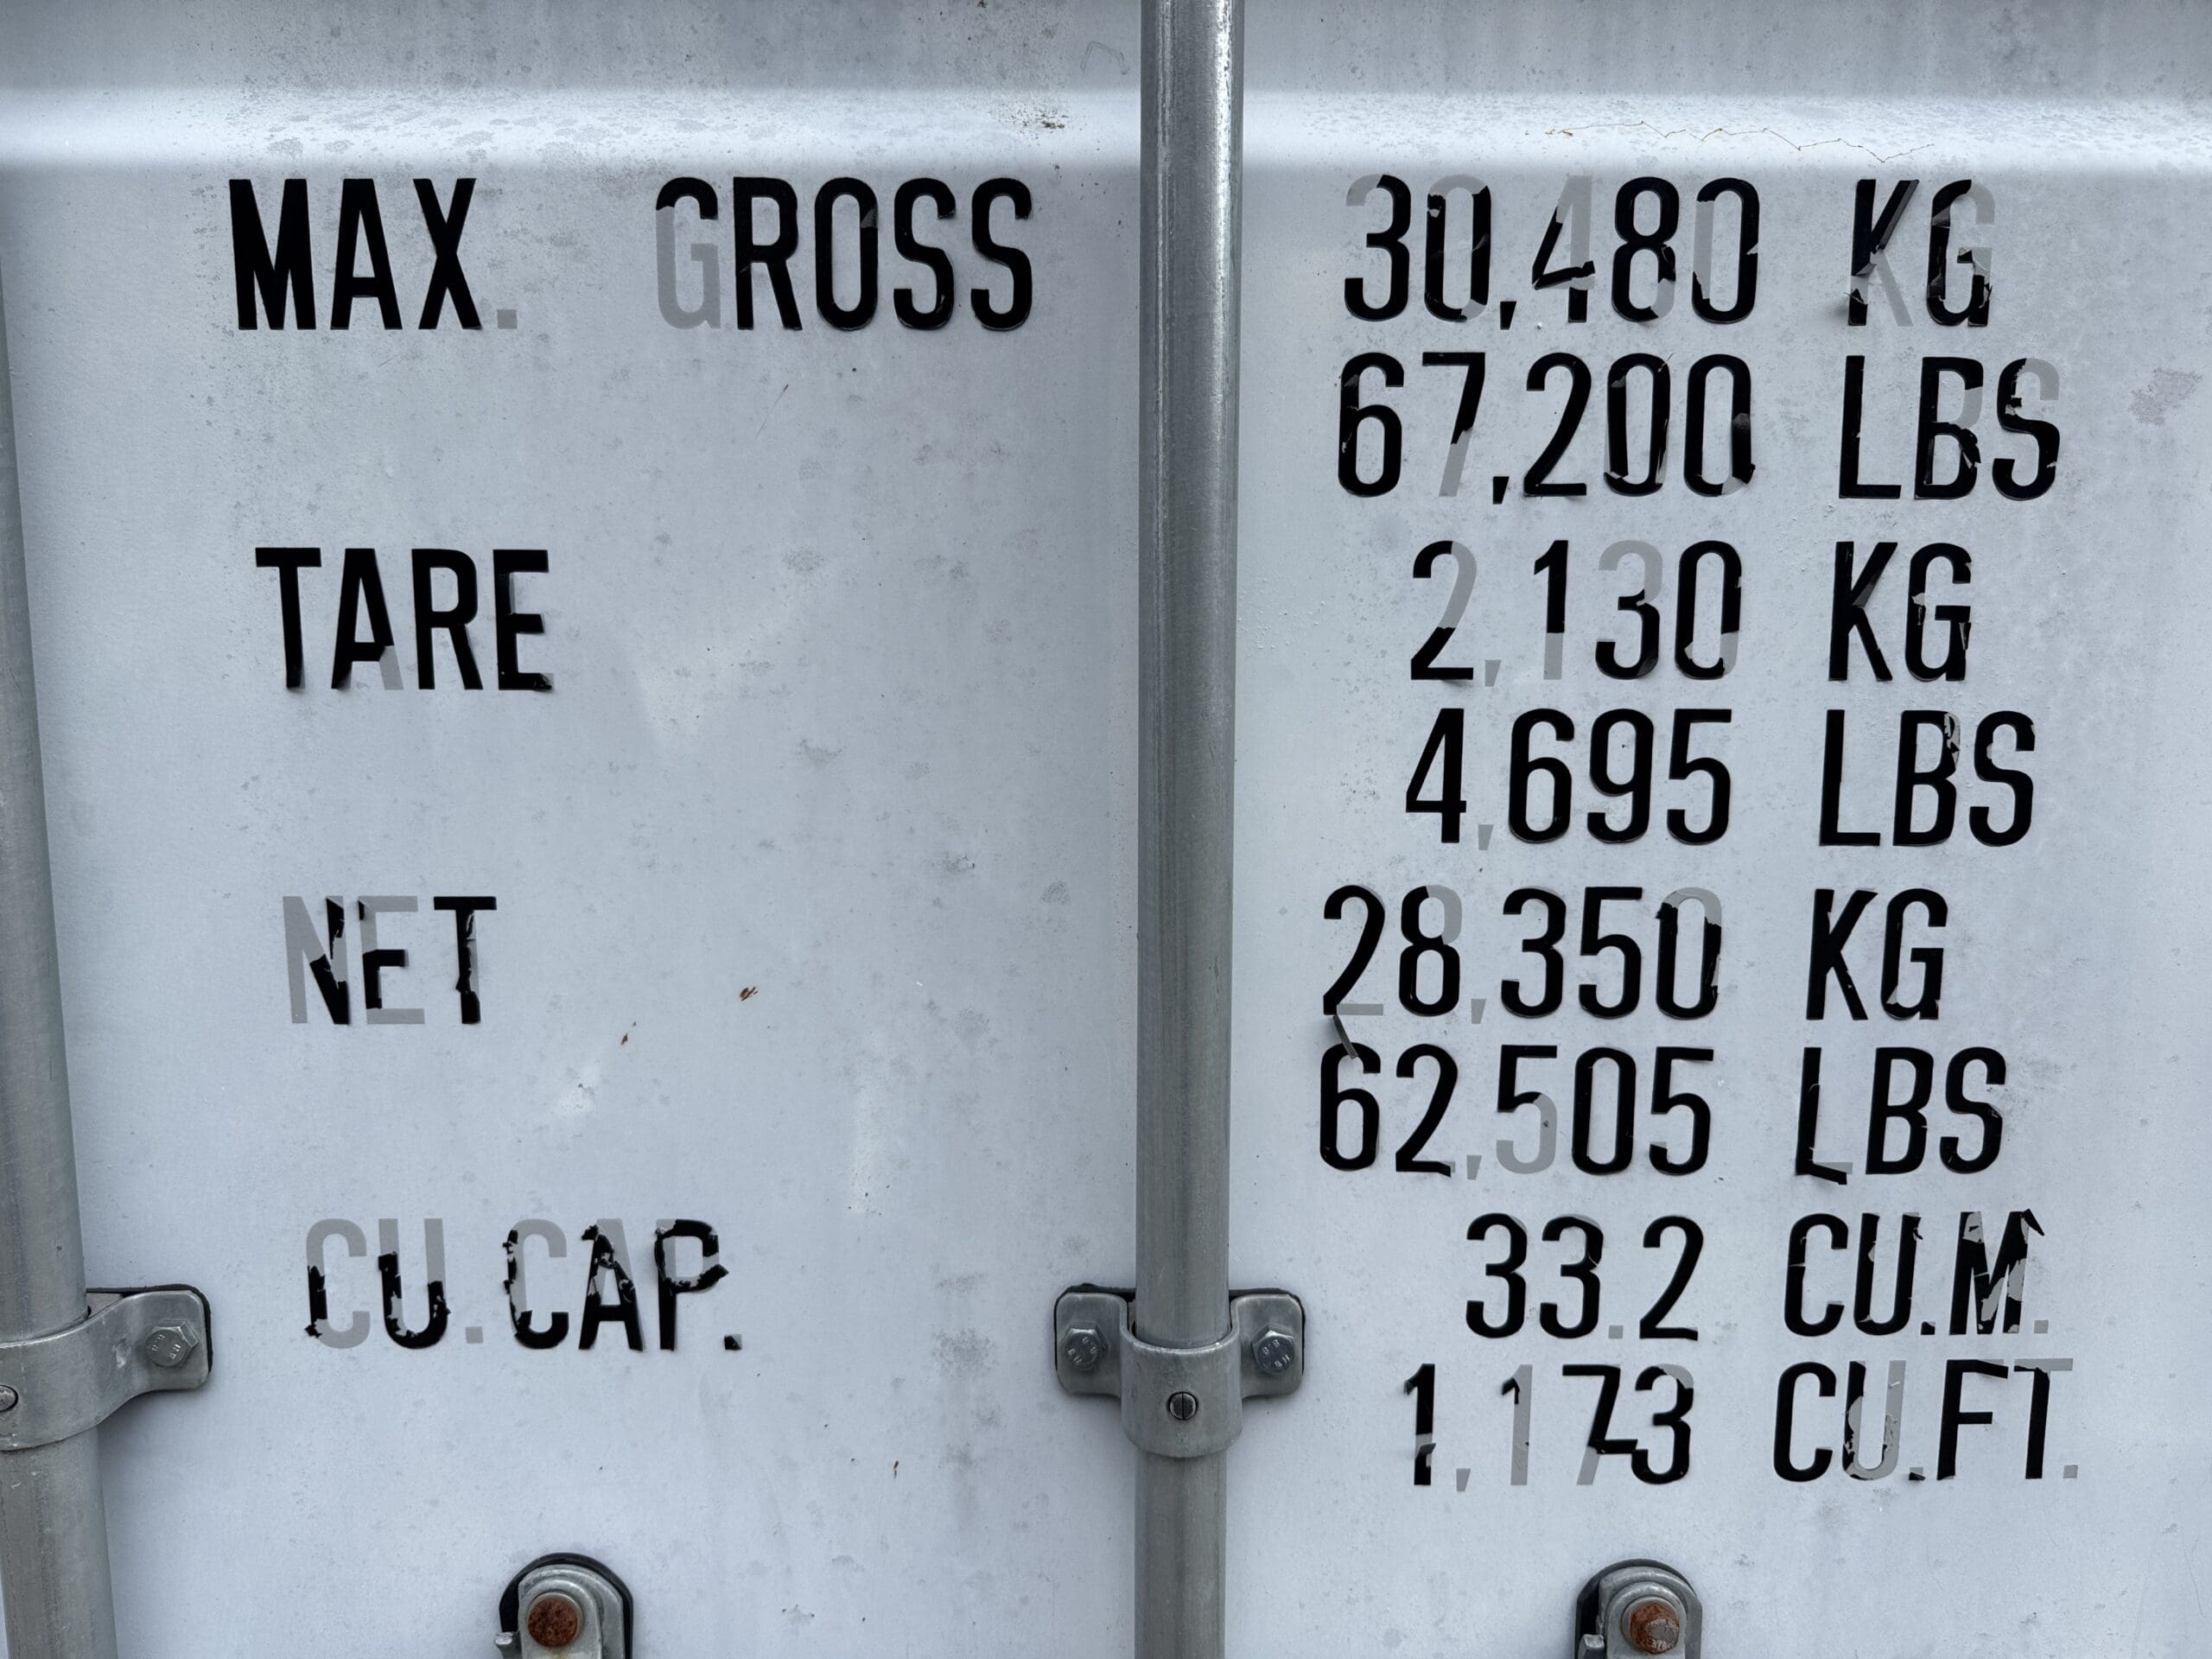 MAX. GROSS 30,480 KG
67,200 LBS
TARE 2,130 KG
4,695 LBS
NET 28,350 KG
62,505 LBS
CU.CAP. 33.2 CU.M.
1,173 CU.FT.